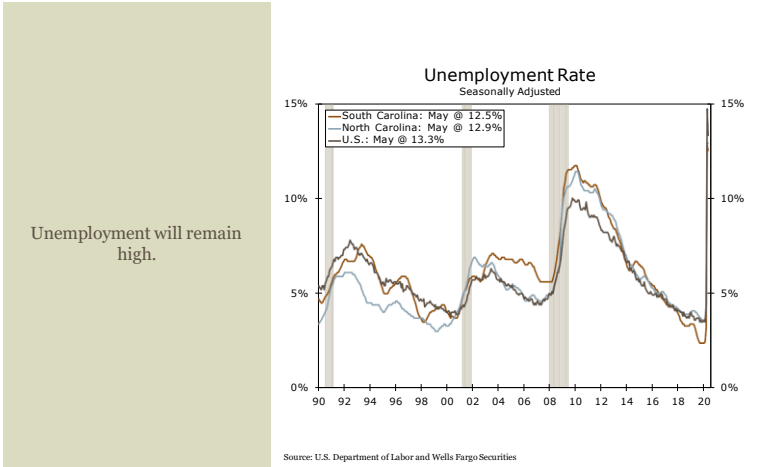 Unemployment will remain
high.
Unemployment Rate
Seasonally Adjusted
15% 15%
South Carolina: May @ 12.5%
North Carolina: May @ 12.9%
U.S.: May @ 13.3%
10% 10%
5% 5%
0% 0%
90 92 94 96 98 00 02 04 06 08 10 12 14 16 18 20
Source: U.S. Department of Labor and Wells Fargo Securities